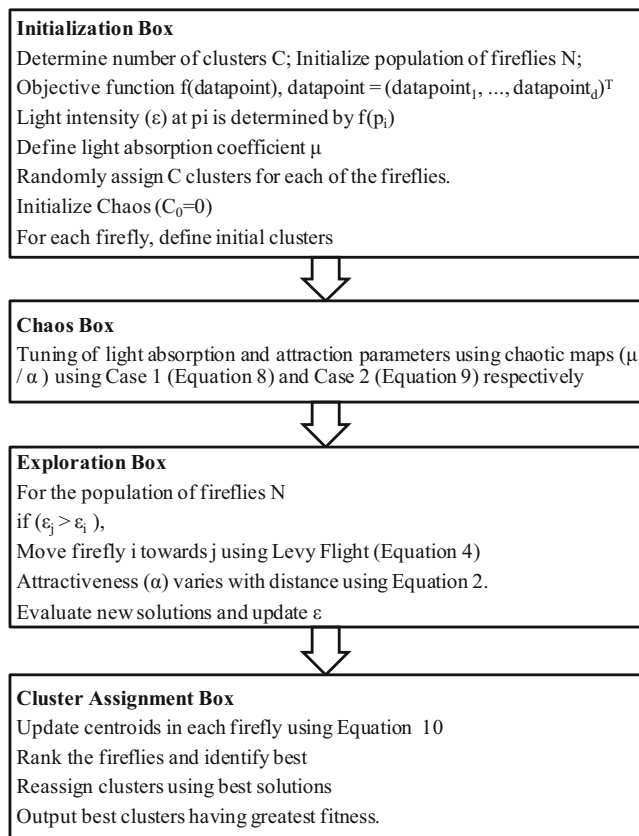 Initialization Box
Determine number of clusters C; Initialize population of fireflies N;
Objective function f(datapoint), datapoint = (datapoint₁, ..., datapoint_d)ᵀ
Light intensity (ε) at pi is determined by f(pᵢ)
Define light absorption coefficient μ
Randomly assign C clusters for each of the fireflies.
Initialize Chaos (C₀=0)
For each firefly, define initial clusters
Chaos Box
Tuning of light absorption and attraction parameters using chaotic maps (μ
/ α ) using Case 1 (Equation 8) and Case 2 (Equation 9) respectively
Exploration Box
For the population of fireflies N
if (εⱼ > εᵢ ),
Move firefly i towards j using Levy Flight (Equation 4)
Attractiveness (α) varies with distance using Equation 2.
Evaluate new solutions and update ε
Cluster Assignment Box
Update centroids in each firefly using Equation 10
Rank the fireflies and identify best
Reassign clusters using best solutions
Output best clusters having greatest fitness.